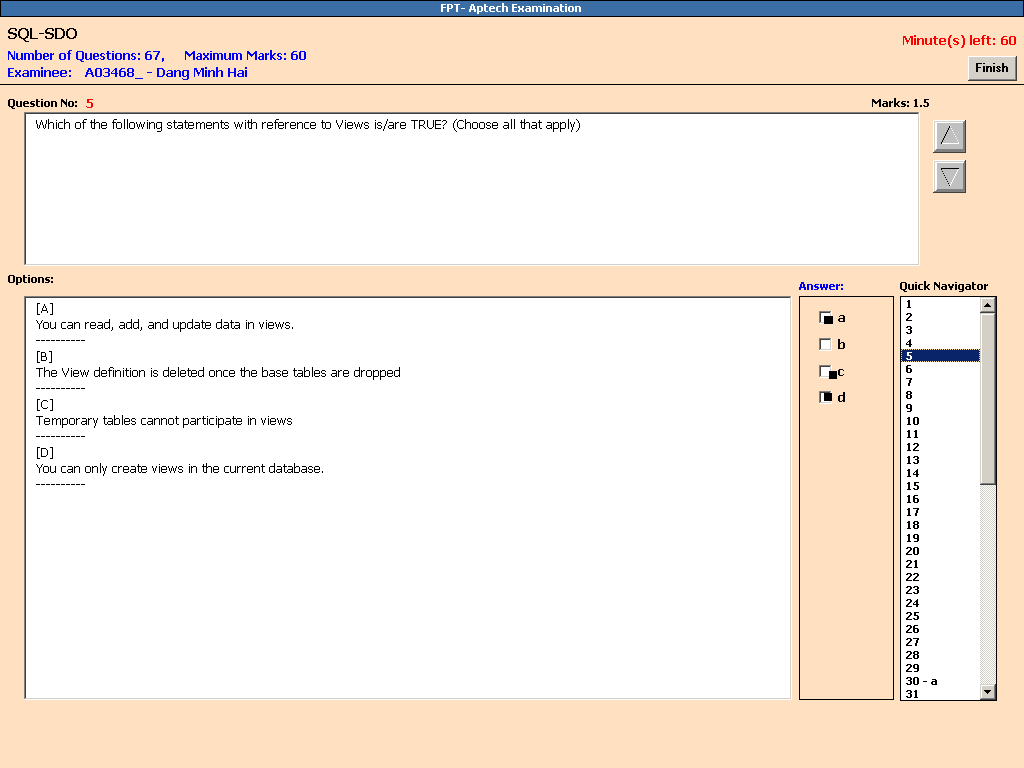 FPT- Aptech Examination
SQL-SDO
Number of Questions: 67, Maximum Marks: 60
Minute(s) left: 60
Examinee: A03468_ - Dang Minh Hai
Finish
Question No: 5
Marks: 1.5
Which of the following statements with reference to Views is/are TRUE? (Choose all that apply)
Options:
[A]
You can read, add, and update data in views.
----------
[B]
The View definition is deleted once the base tables are dropped
----------
[C]
Temporary tables cannot participate in views
----------
[D]
You can only create views in the current database.
----------
Answer:
a
b
c
d
Quick Navigator
1
2
3
4
5
6
7
8
9
10
11
12
13
14
15
16
17
18
19
20
21
22
23
24
25
26
27
28
29
30 - a
31